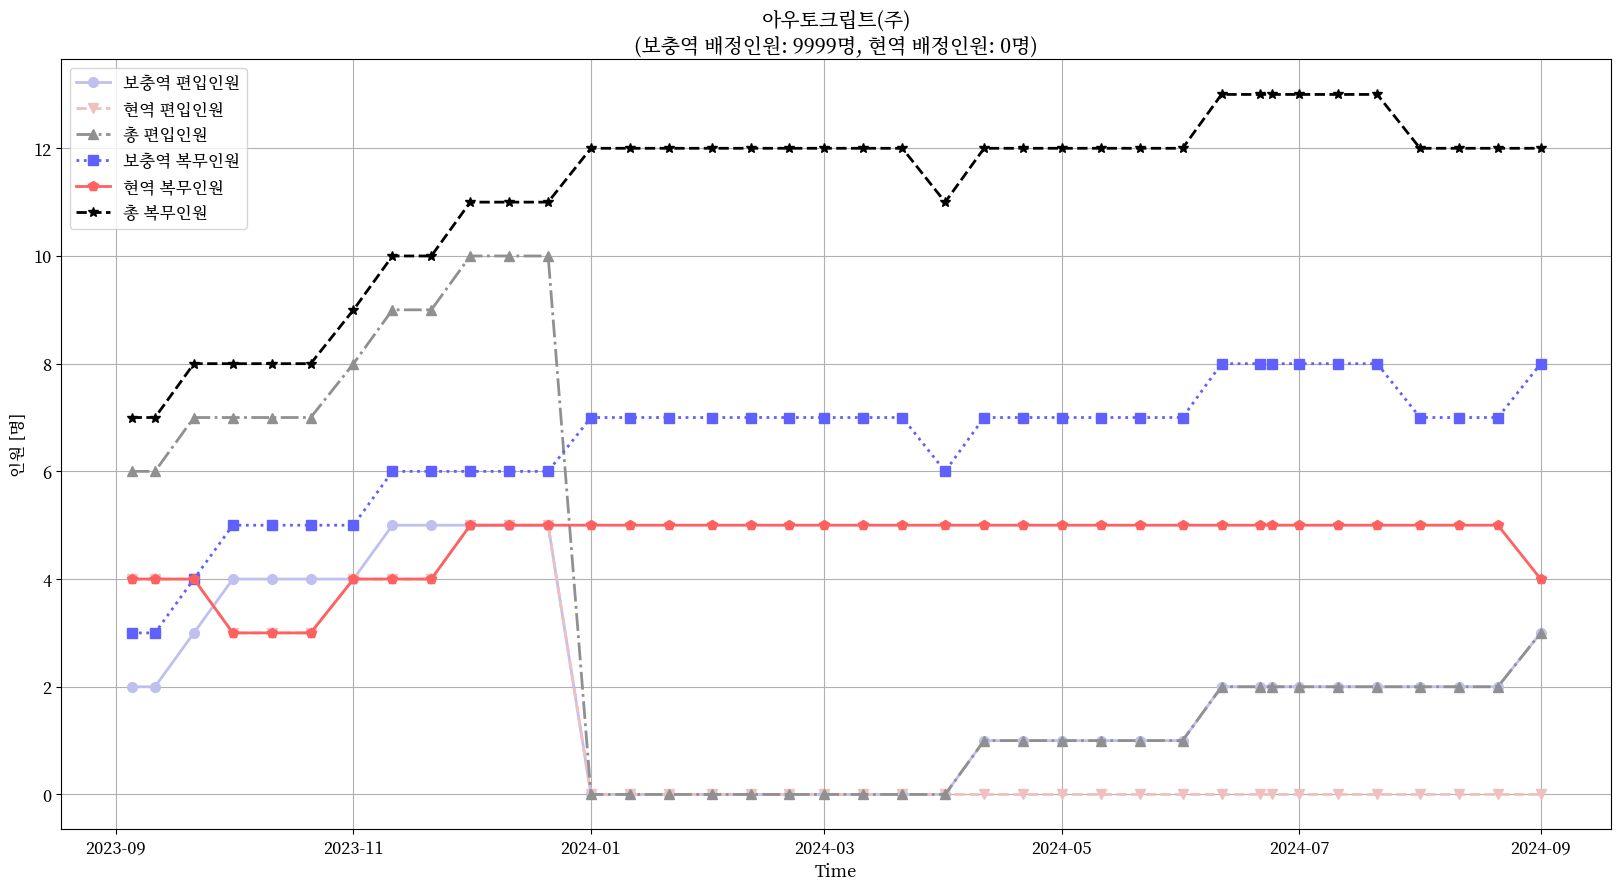 아우토크립트(주)
(보충역 배정인원: 9999명, 현역 배정인원: 0명)
보충역 편입인원
현역 편입인원
총 편입인원
보충역 복무인원
현역 복무인원
총 복무인원
인원 [명]
12
10
8
6
4
2
0
2023-09
2023-11
2024-01
2024-03
2024-05
2024-07
2024-09
Time